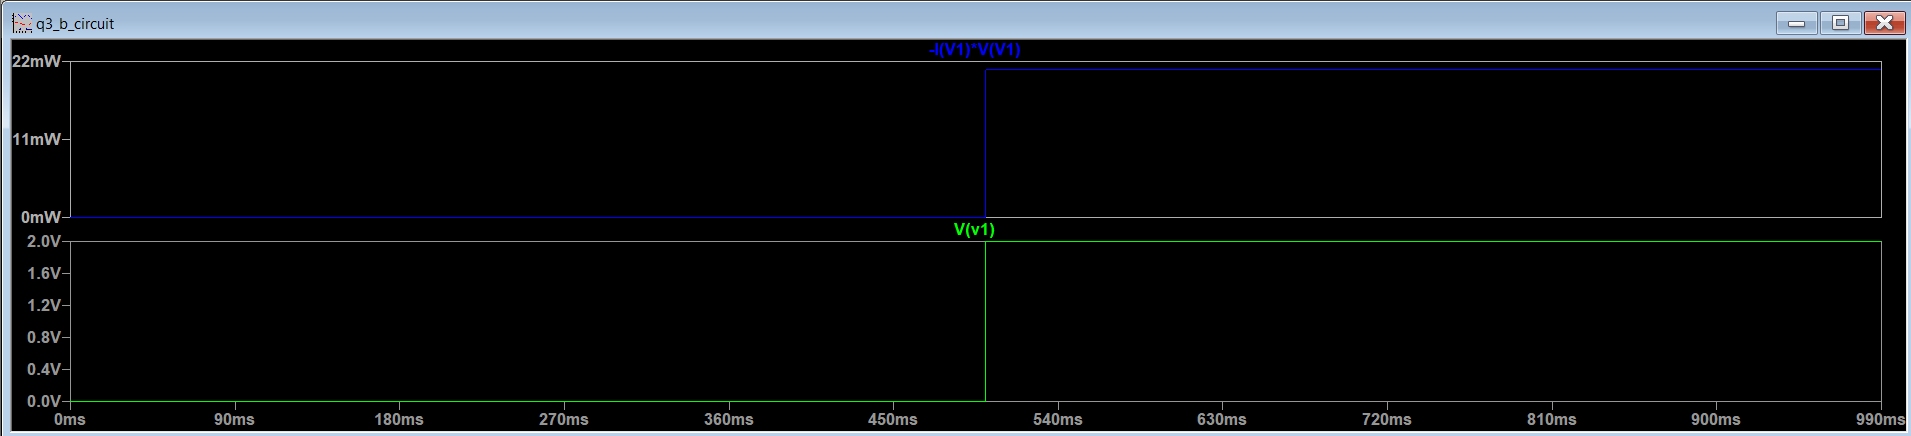 q3_b_circuit
-I(V1)*V(V1)
22mW
11mW
0mW
V(v1)
2.0V
1.6V
1.2V
0.8V
0.4V
0.0V
0ms 90ms 180ms 270ms 360ms 450ms 540ms 630ms 720ms 810ms 900ms 990ms